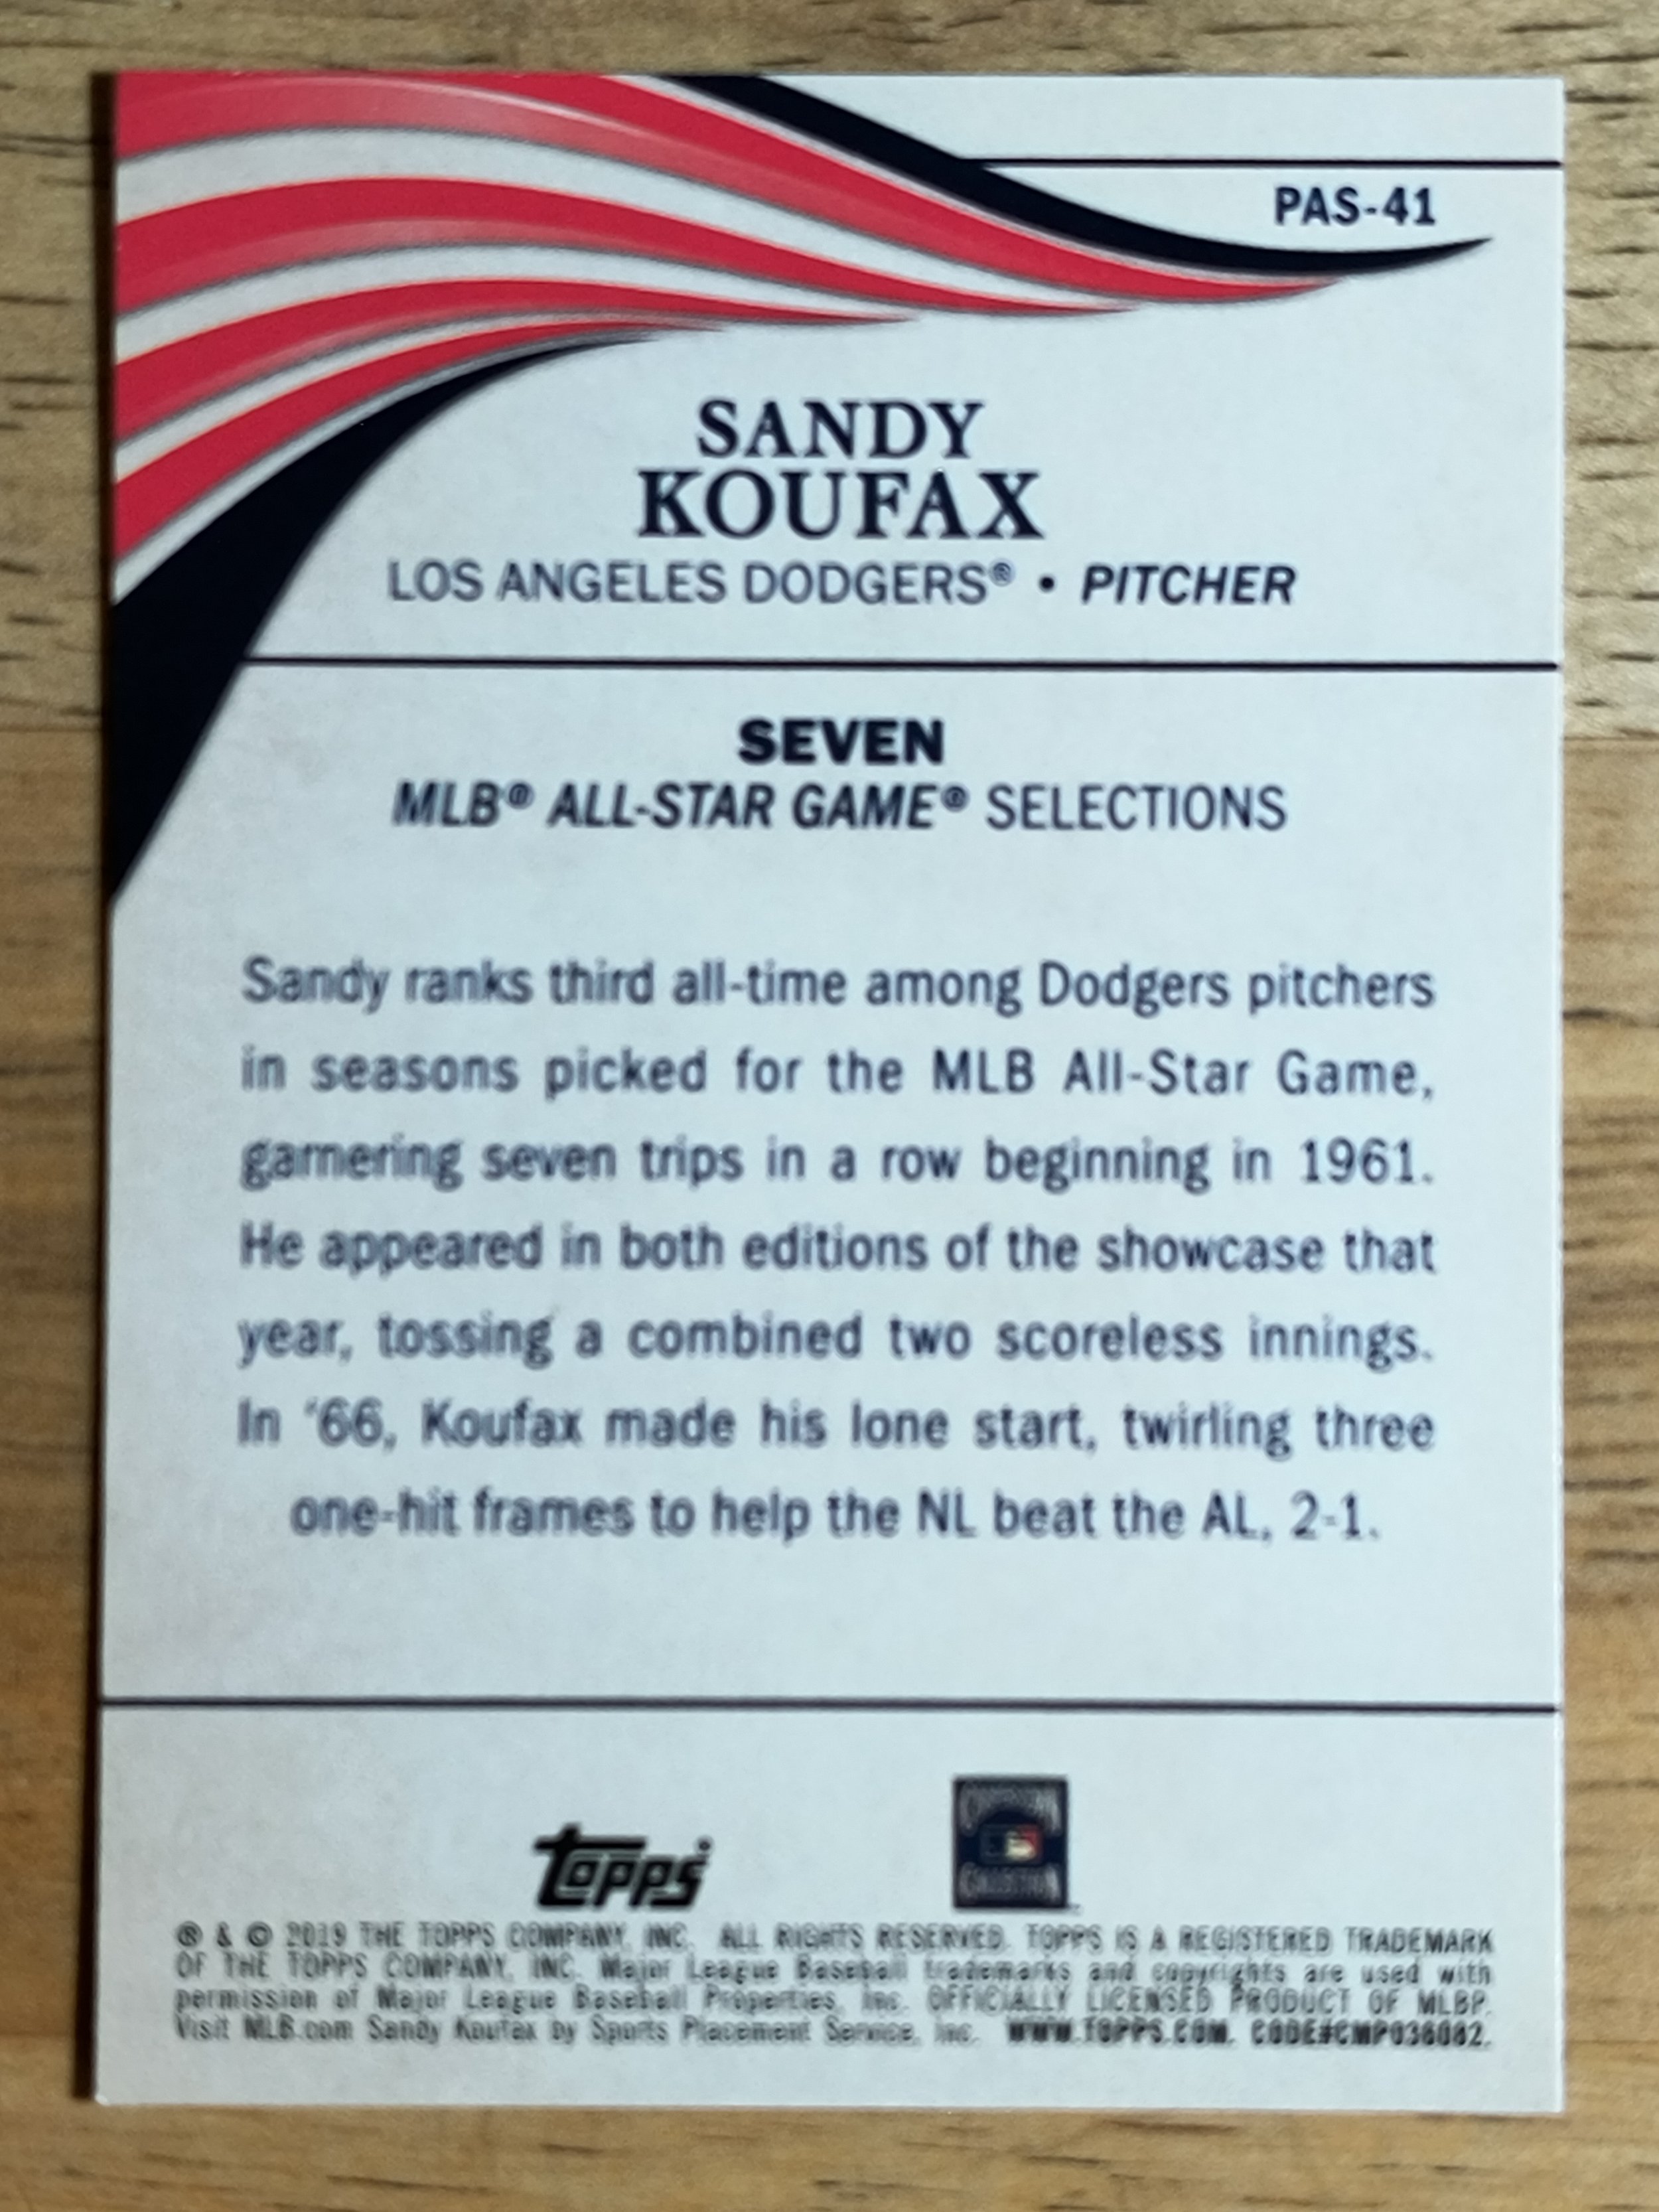 PAS-41
SANDY
KOUFAX
LOS ANGELES DODGERS® • PITCHER
SEVEN
MLB® ALL-STAR GAME® SELECTIONS
Sandy ranks third all-time among Dodgers pitchers
in seasons picked for the MLB All-Star Game,
garnering seven trips in a row beginning in 1961.
He appeared in both editions of the showcase that
year, tossing a combined two scoreless innings.
In '66, Koufax made his lone start, twirling three
one-hit frames to help the NL beat the AL, 2-1.
topps
COLLECTION
® & © 2019 THE TOPPS COMPANY, INC. ALL RIGHTS RESERVED. TOPPS IS A REGISTERED TRADEMARK
OF THE TOPPS COMPANY, INC. Major League Baseball trademarks and copyrights are used with
permission of Major League Baseball Properties, Inc. OFFICIALLY LICENSED PRODUCT OF MLBP.
Visit MLB.com Sandy Koufax by Sports Placement Service, Inc. WWW.TOPPS.COM. CODE#CMP036082.